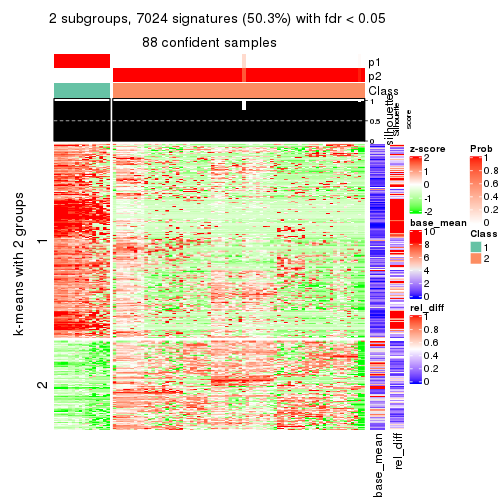 2 subgroups, 7024 signatures (50.3%) with fdr < 0.05
88 confident samples
p1
p2
Class
silhouette
Silhouette
score
1
0.5
0
k-means with 2 groups
1
2
z-score
2
1
0
-1
-2
base_mean
10
8
6
4
2
0
rel_diff
1
0.8
0.6
0.4
0.2
0
Prob
1
0.8
0.6
0.4
0.2
0
Class
1
2
base_mean
rel_diff